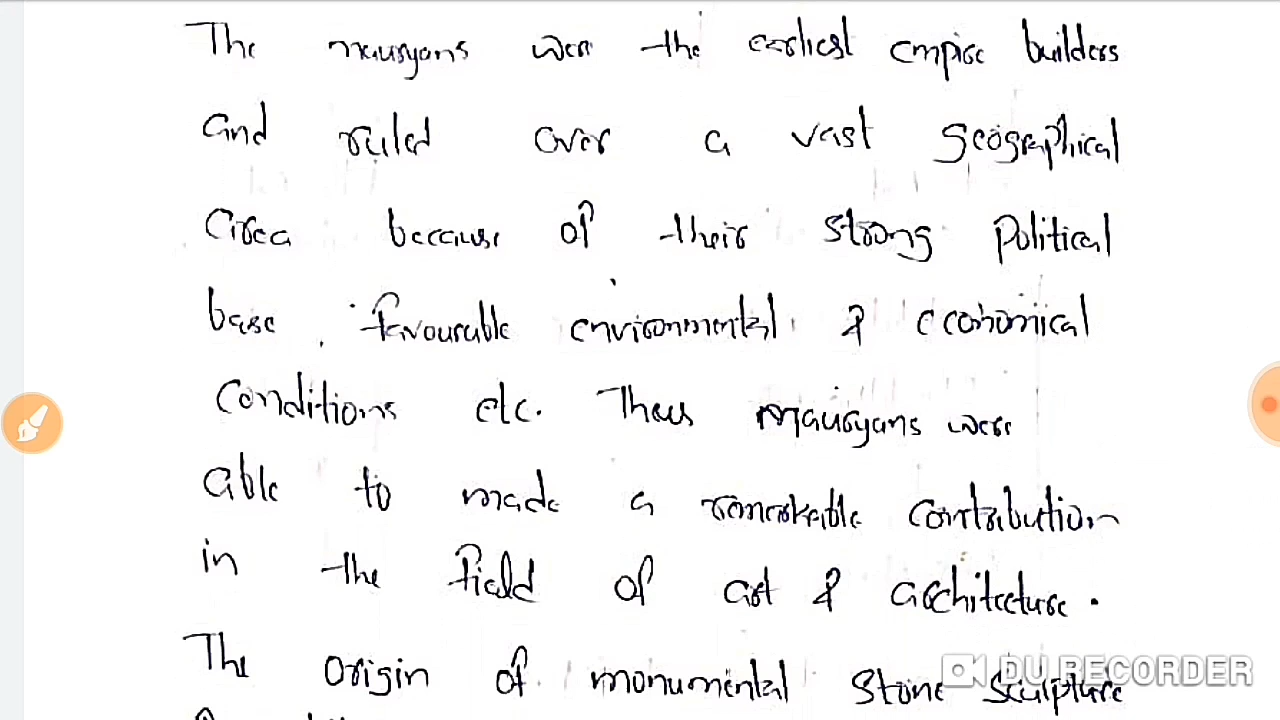 The mauryans were the earliest empire builders
and ruled over a vast geographical
area because of their strong political
base, favourable environmental & economical
conditions etc. Thus mauryans were
able to made a remarkable contribution
in the field of art & architecture.
The origin of monumental stone sculpture
DU RECORDER